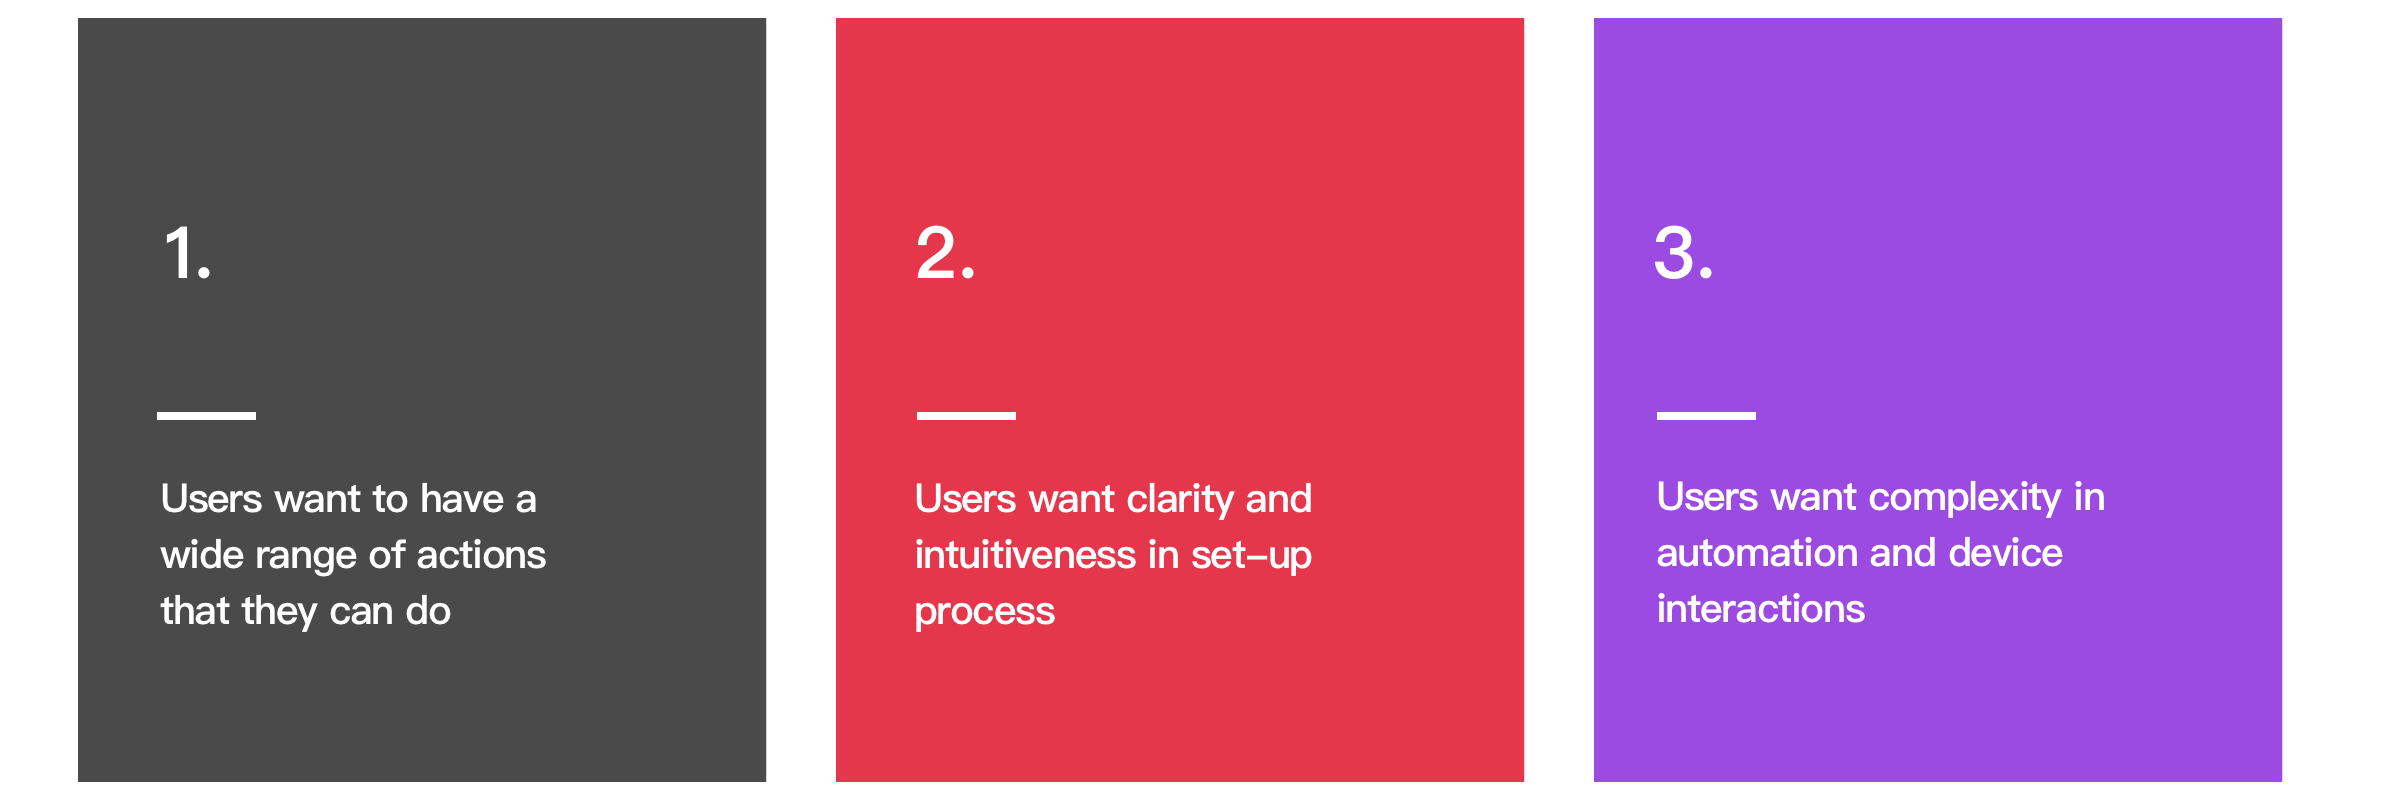 1.
Users want to have a
wide range of actions
that they can do
2.
Users want clarity and
intuitiveness in set–up
process
3.
Users want complexity in
automation and device
interactions